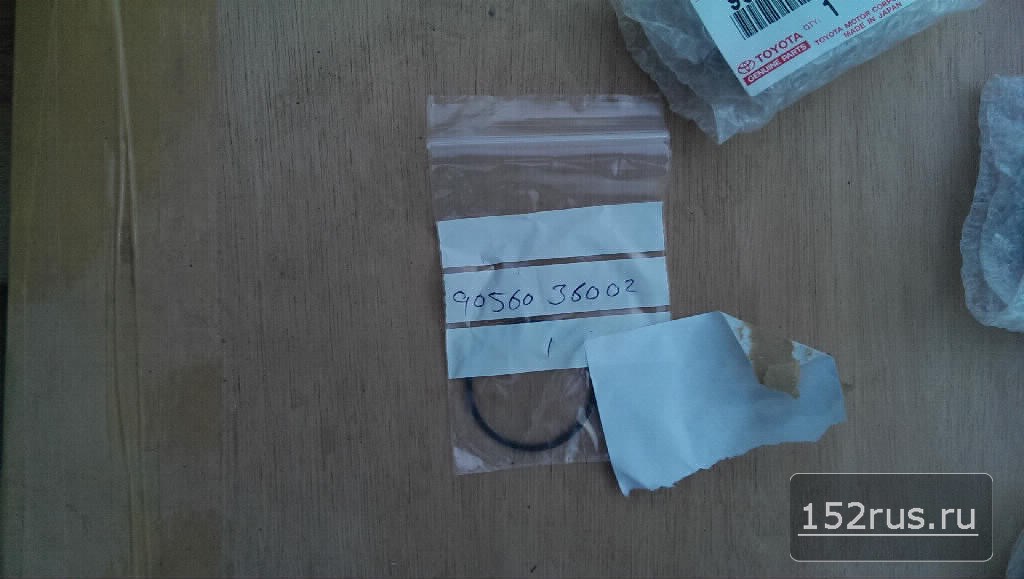 1
QTY:
TOYOTA
GENUINE PARTS
MADE IN JAPAN
90560 36002
1
152rus.ru